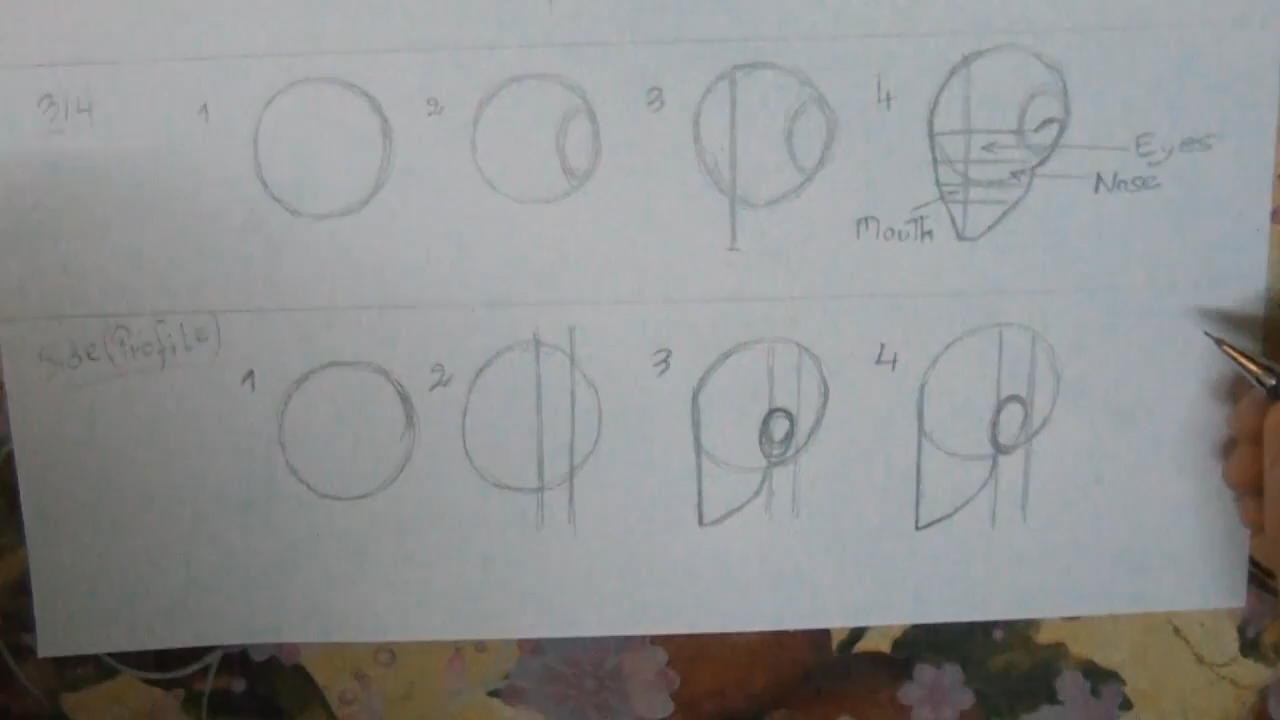 3/4 1 2 3 4
Eyes
Nose
Mouth
Side(Profile)
1 2 3 4